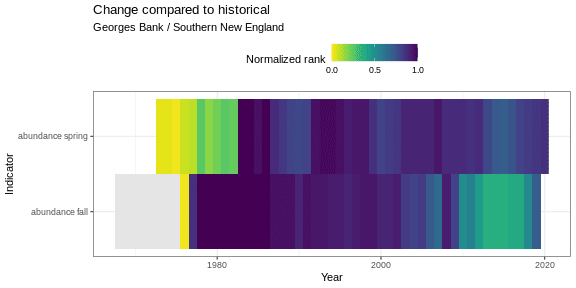 Change compared to historical
Georges Bank / Southern New England
Normalized rank
0.0 0.5 1.0
abundance spring
abundance fall
Indicator
1980 2000 2020
Year